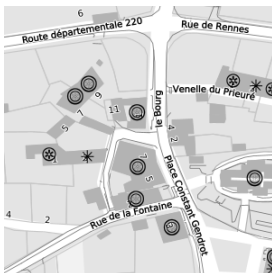 6
Route départementale 220
Rue de Rennes
Venelle du Prieuré
9
11
7
5
le Bourg
4
2
7
5
Place Constant Gendrot
4
2
Rue de la Fontaine